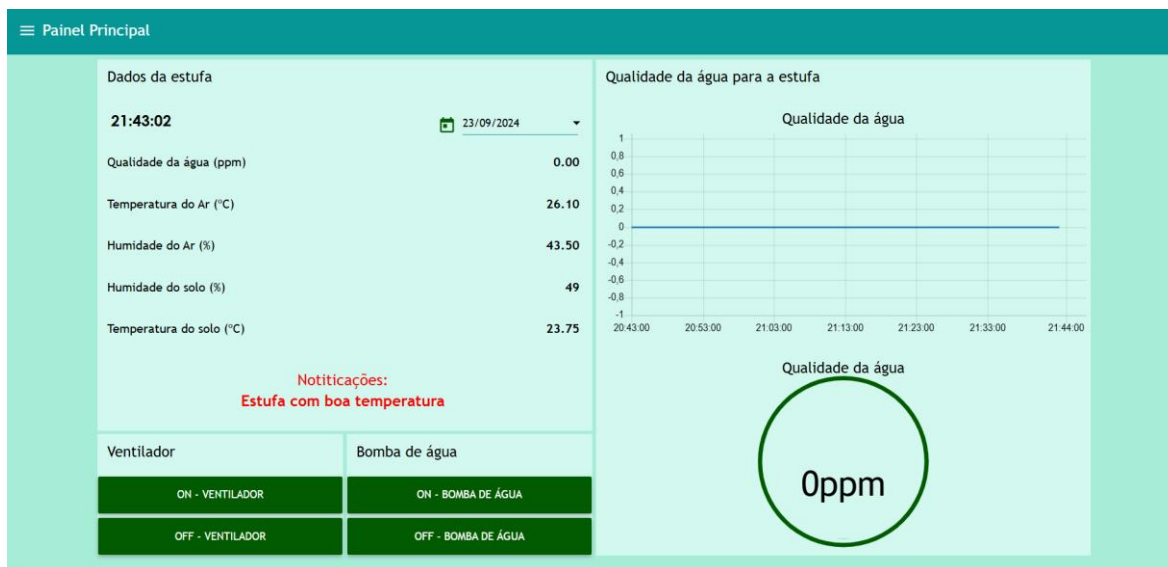 Painel Principal
Dados da estufa
21:43:02 23/09/2024
Qualidade da água (ppm) 0.00
Temperatura do Ar (ºC) 26.10
Humidade do Ar (%) 43.50
Humidade do solo (%) 49
Temperatura do solo (ºC) 23.75
Notiticações:
Estufa com boa temperatura
Ventilador
ON - VENTILADOR
OFF - VENTILADOR
Bomba de água
ON - BOMBA DE ÁGUA
OFF - BOMBA DE ÁGUA
Qualidade da água para a estufa
Qualidade da água
1
0,8
0,6
0,4
0,2
0
-0,2
-0,4
-0,6
-0,8
-1
20:43:00 20:53:00 21:03:00 21:13:00 21:23:00 21:33:00 21:44:00
Qualidade da água
0ppm